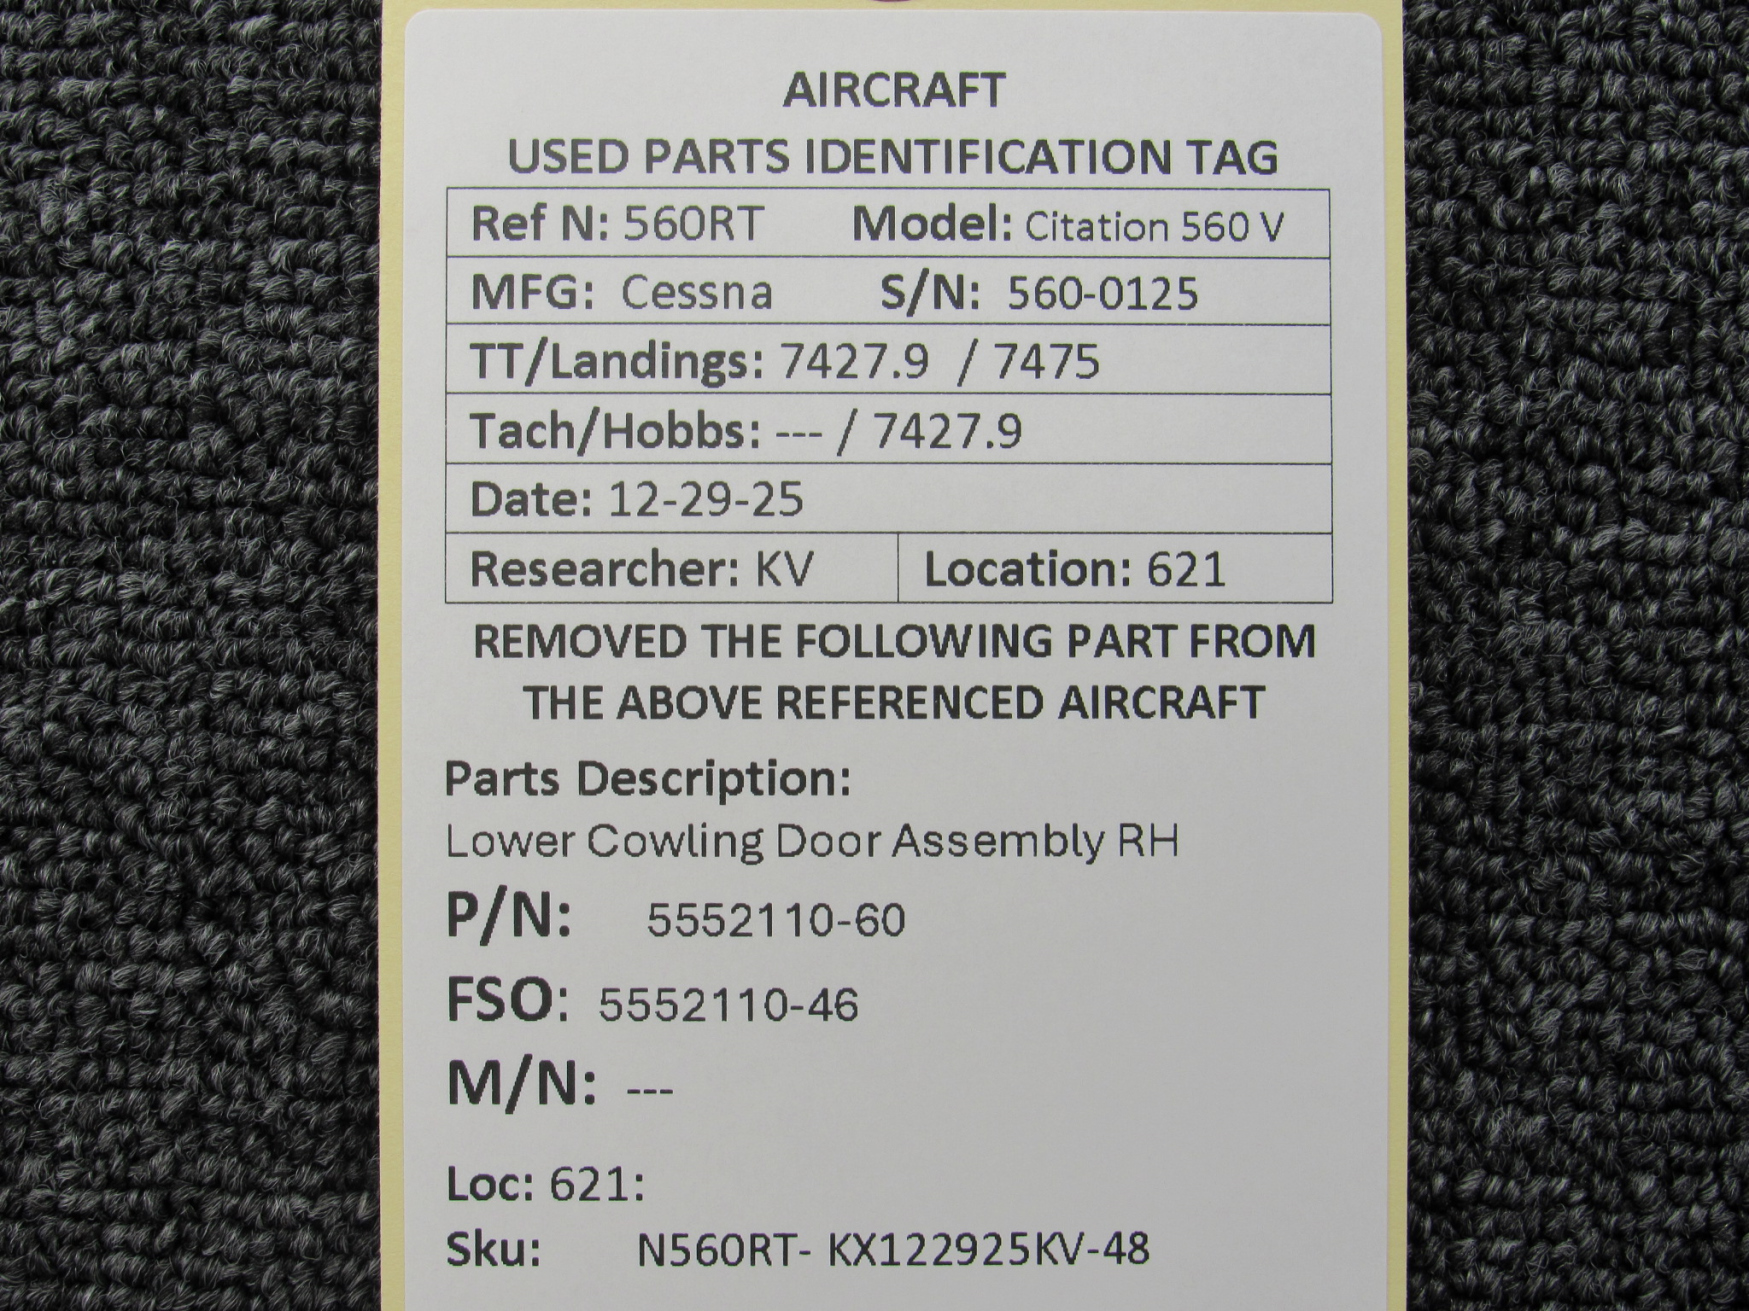 AIRCRAFT
USED PARTS IDENTIFICATION TAG
Ref N: 560RT Model: Citation 560 V
MFG: Cessna S/N: 560-0125
TT/Landings: 7427.9 / 7475
Tach/Hobbs: --- / 7427.9
Date: 12-29-25
Researcher: KV Location: 621
REMOVED THE FOLLOWING PART FROM
THE ABOVE REFERENCED AIRCRAFT
Parts Description:
Lower Cowling Door Assembly RH
P/N: 5552110-60
FSO: 5552110-46
M/N: ---
Loc: 621:
Sku: N560RT- KX122925KV-48